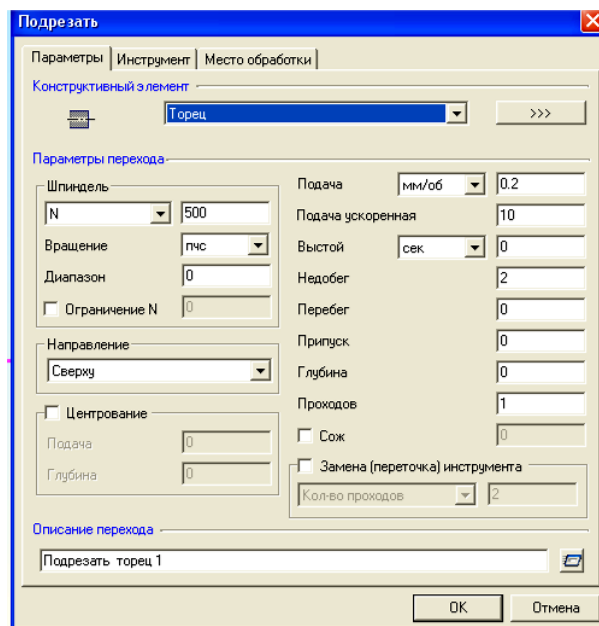 Подрезать
Параметры Инструмент Место обработки
Конструктивный элемент
Торец >>>
Параметры перехода
Шпиндель
N 500
Вращение пчс
Диапазон 0
Ограничение N 0
Направление
Сверху
Центрование
Подача 0
Глубина 0
Подача мм/об 0.2
Подача ускоренная 10
Выстой сек 0
Недобег 2
Перебег 0
Припуск 0
Глубина 0
Проходов 1
Сож 0
Замена (переточка) инструмента
Кол-во проходов 2
Описание перехода
Подрезать торец 1
OK Отмена